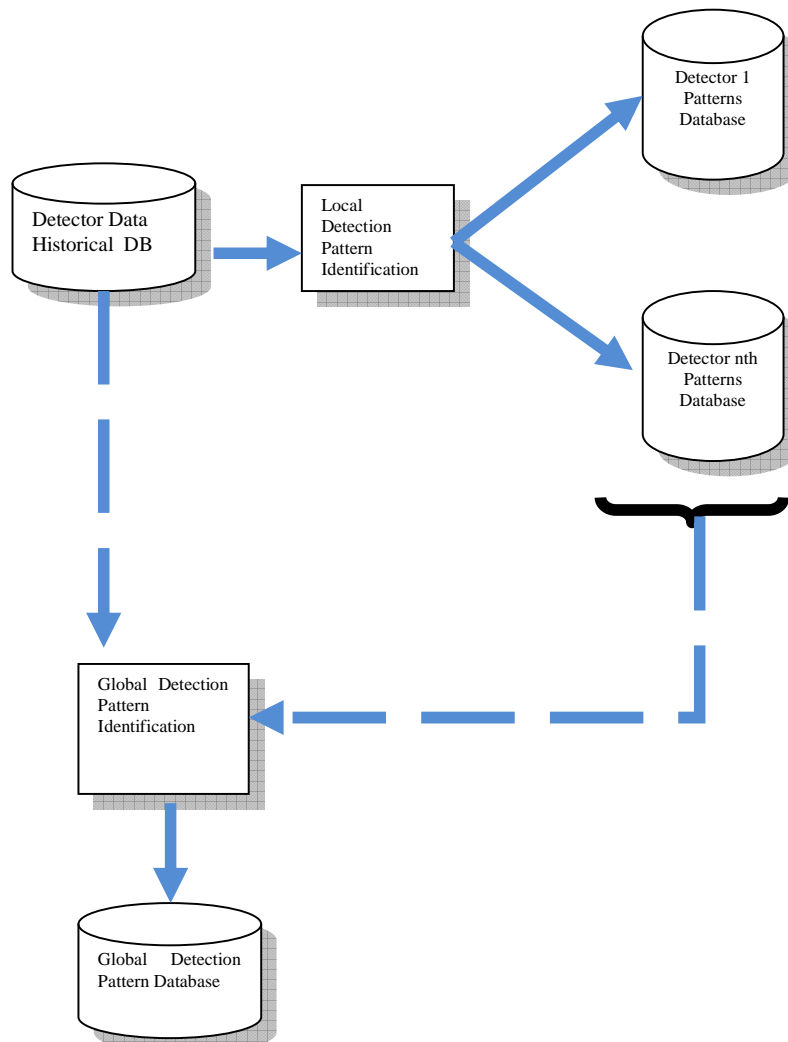 Detector 1
Patterns
Database
Detector Data
Historical DB
Local
Detection
Pattern
Identification
Detector nth
Patterns
Database
Global Detection
Pattern
Identification
Global Detection
Pattern Database